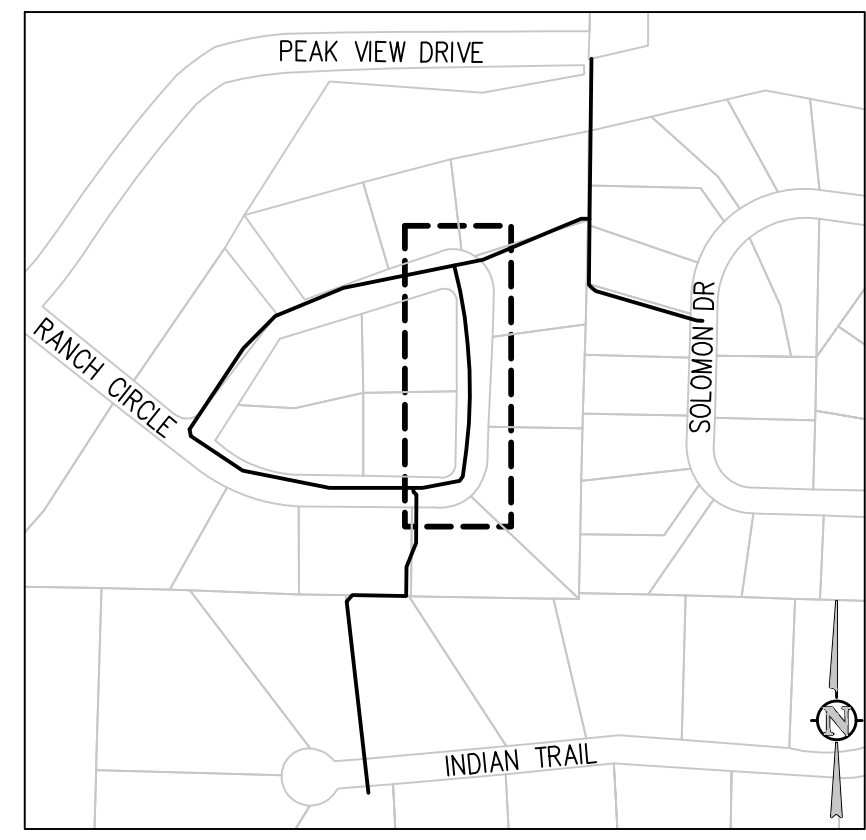 PEAK VIEW DRIVE
RANCH CIRCLE
SOLOMON DR
INDIAN TRAIL
N